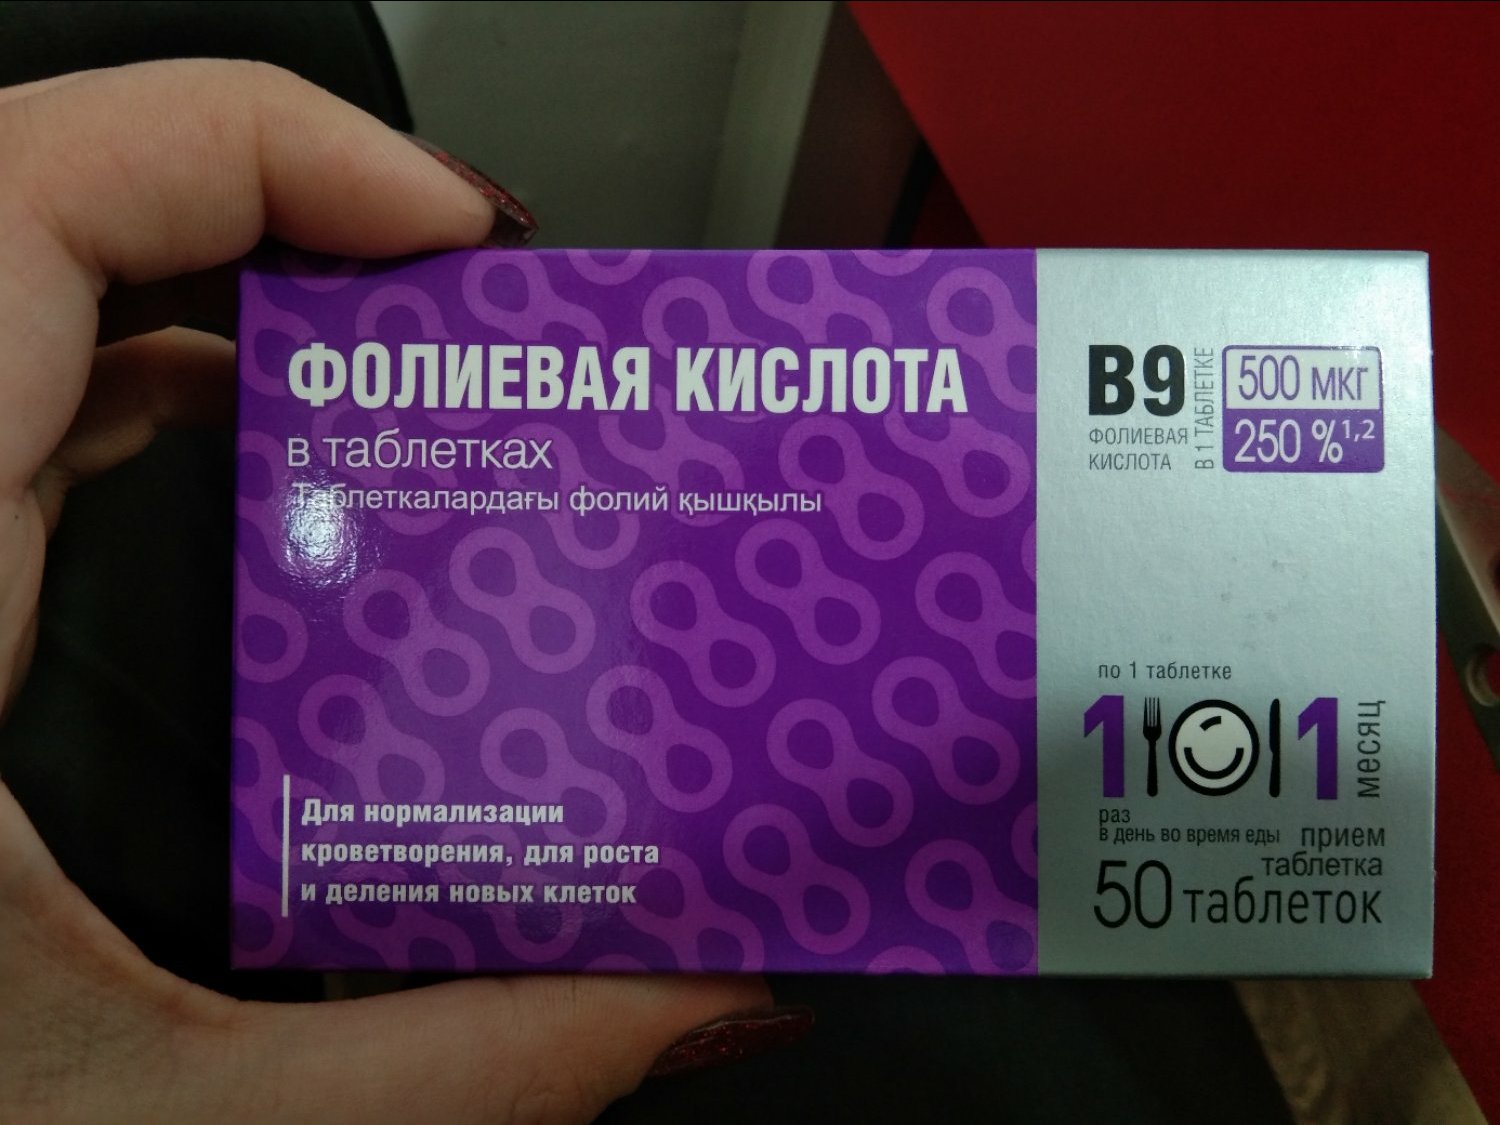 ФОЛИЕВАЯ КИСЛОТА
в таблетках
Таблеткалардағы фолий қышқылы
Для нормализации
кроветворения, для роста
и деления новых клеток
B9
ФОЛИЕВАЯ
КИСЛОТА
В 1 ТАБЛЕТКЕ
500 мкг
250 %1,2
по 1 таблетке
1 1
месяц
раз
в день во время еды
прием
таблетка
50 таблеток